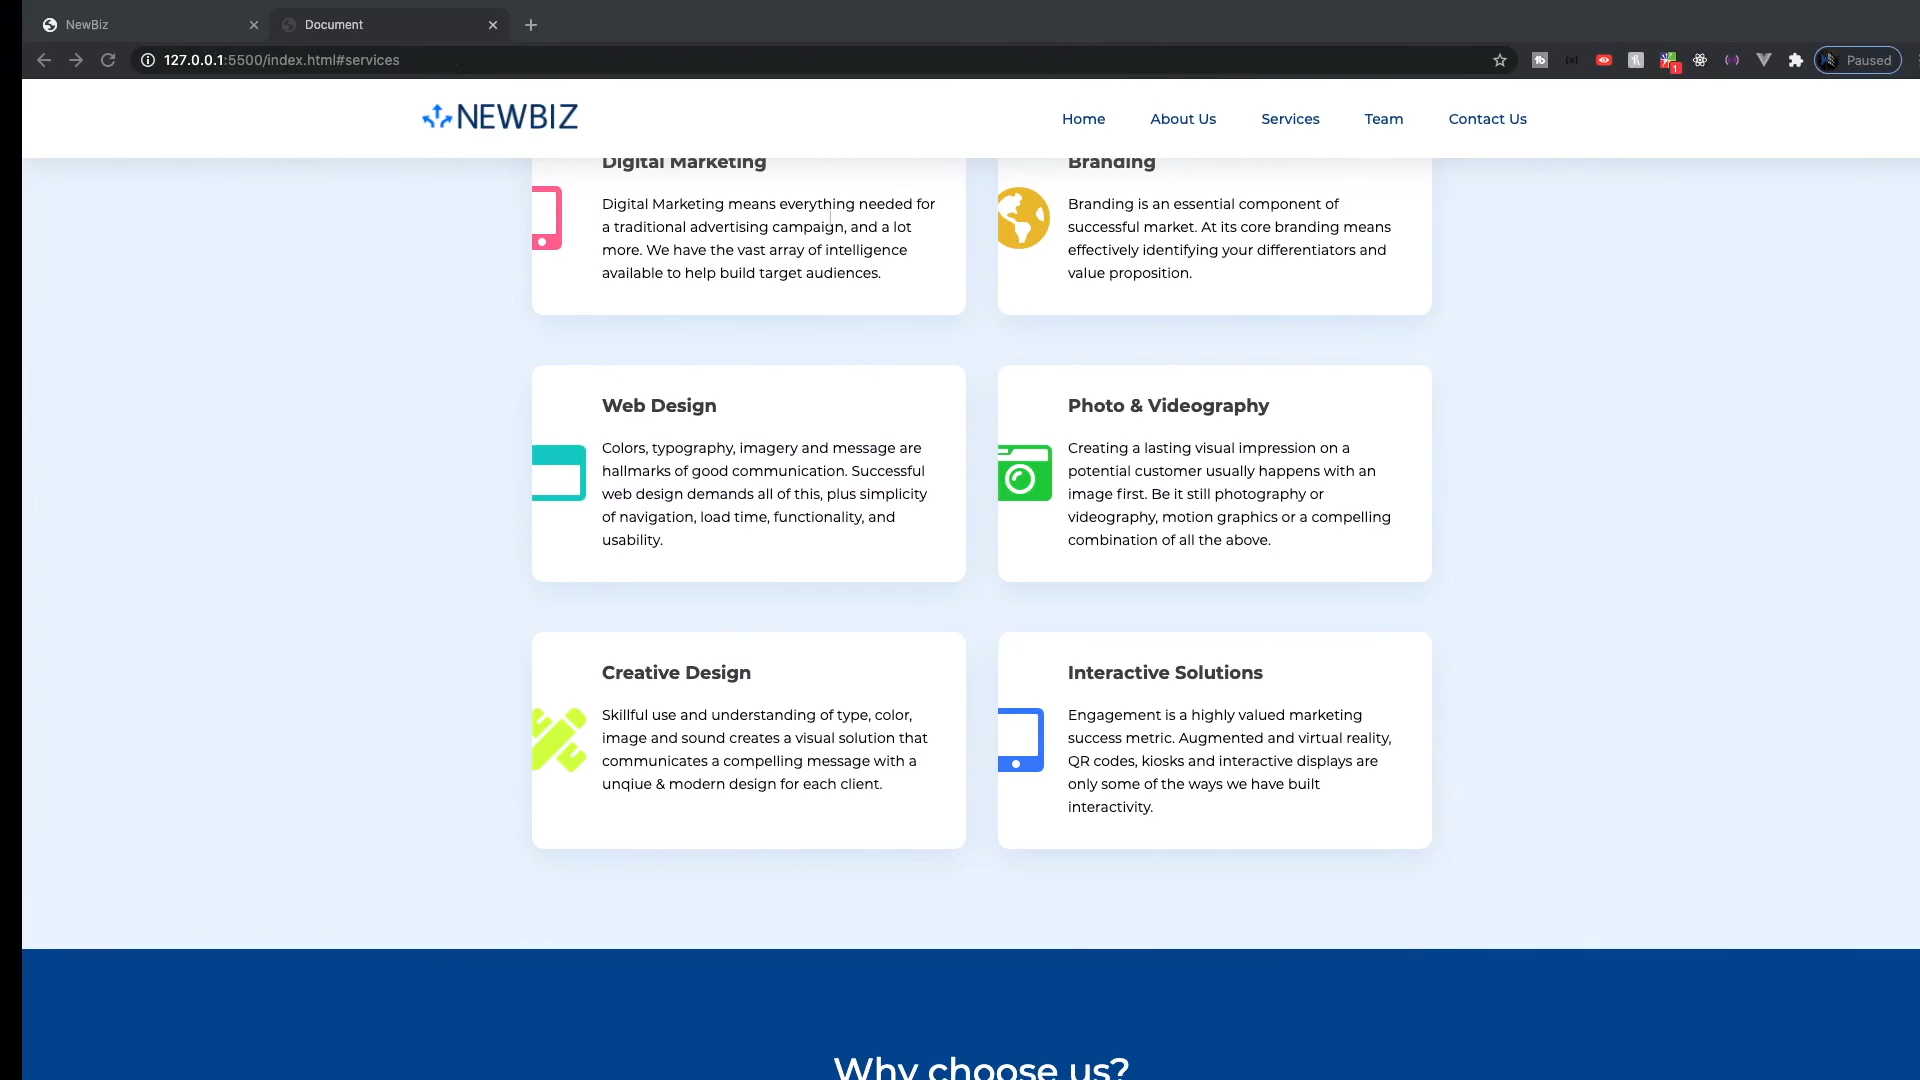 NewBiz
Document
127.0.0.1:5500/index.html#services
1
Paused
NEWBIZ
Home
About Us
Services
Team
Contact Us
Digital Marketing
Digital Marketing means everything needed for
a traditional advertising campaign, and a lot
more. We have the vast array of intelligence
available to help build target audiences.
Branding
Branding is an essential component of
successful market. At its core branding means
effectively identifying your differentiators and
value proposition.
Web Design
Colors, typography, imagery and message are
hallmarks of good communication. Successful
web design demands all of this, plus simplicity
of navigation, load time, functionality, and
usability.
Photo & Videography
Creating a lasting visual impression on a
potential customer usually happens with an
image first. Be it still photography or
videography, motion graphics or a compelling
combination of all the above.
Creative Design
Skillful use and understanding of type, color,
image and sound creates a visual solution that
communicates a compelling message with a
unqiue & modern design for each client.
Interactive Solutions
Engagement is a highly valued marketing
success metric. Augmented and virtual reality,
QR codes, kiosks and interactive displays are
only some of the ways we have built
interactivity.
Why choose us?